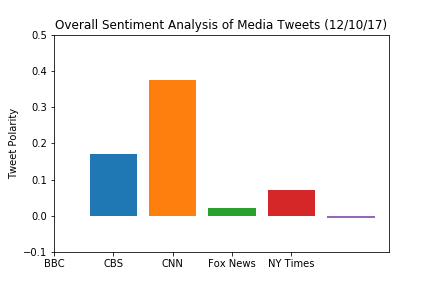 Overall Sentiment Analysis of Media Tweets (12/10/17)
Tweet Polarity
0.5
0.4
0.3
0.2
0.1
0.0
−0.1
BBC CBS CNN Fox News NY Times